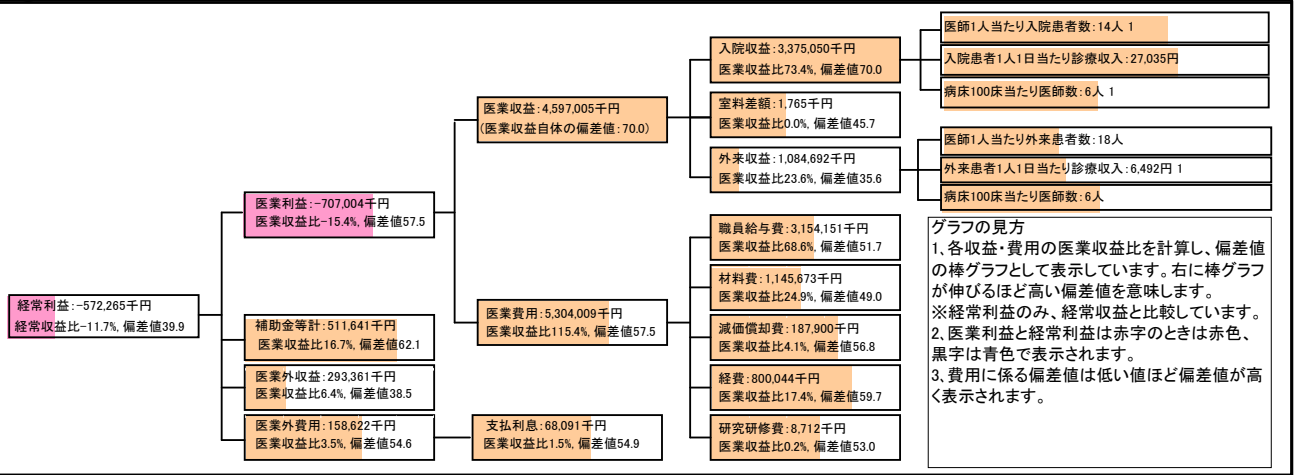 経常利益:-572,265千円
経常収益比-11.7%, 偏差値39.9
医業利益:-707,004千円
医業収益比-15.4%, 偏差値57.5
補助金等計:511,641千円
医業収益比16.7%, 偏差値62.1
医業外収益:293,361千円
医業収益比6.4%, 偏差値38.5
医業外費用:158,622千円
医業収益比3.5%, 偏差値54.6
医業収益:4,597,005千円
(医業収益自体の偏差値:70.0)
医業費用:5,304,009千円
医業収益比115.4%, 偏差値57.5
支払利息:68,091千円
医業収益比1.5%, 偏差値54.9
入院収益:3,375,050千円
医業収益比73.4%, 偏差値70.0
室料差額:1,765千円
医業収益比0.0%, 偏差値45.7
外来収益:1,084,692千円
医業収益比23.6%, 偏差値35.6
職員給与費:3,154,151千円
医業収益比68.6%, 偏差値51.7
材料費:1,145,673千円
医業収益比24.9%, 偏差値49.0
減価償却費:187,900千円
医業収益比4.1%, 偏差値56.8
経費:800,044千円
医業収益比17.4%, 偏差値59.7
研究研修費:8,712千円
医業収益比0.2%, 偏差値53.0
医師1人当たり入院患者数:14人 1
入院患者1人1日当たり診療収入:27,035円
病床100床当たり医師数:6人 1
医師1人当たり外来患者数:18人
外来患者1人1日当たり診療収入:6,492円 1
病床100床当たり医師数:6人
グラフの見方
1、各収益・費用の医業収益比を計算し、偏差値
の棒グラフとして表示しています。右に棒グラフ
が伸びるほど高い偏差値を意味します。
※経常利益のみ、経常収益と比較しています。
2、医業利益と経常利益は赤字のときは赤色、
黒字は青色で表示されます。
3、費用に係る偏差値は低い値ほど偏差値が高
く表示されます。